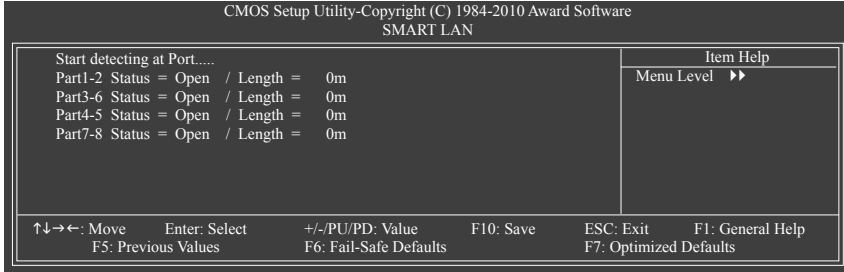 CMOS Setup Utility-Copyright (C) 1984-2010 Award Software
SMART LAN
Start detecting at Port.....
Part1-2 Status = Open / Length = 0m
Part3-6 Status = Open / Length = 0m
Part4-5 Status = Open / Length = 0m
Part7-8 Status = Open / Length = 0m
Item Help
Menu Level ▶▶
↑↓→←: Move Enter: Select +/-/PU/PD: Value F10: Save ESC: Exit F1: General Help
F5: Previous Values F6: Fail-Safe Defaults F7: Optimized Defaults